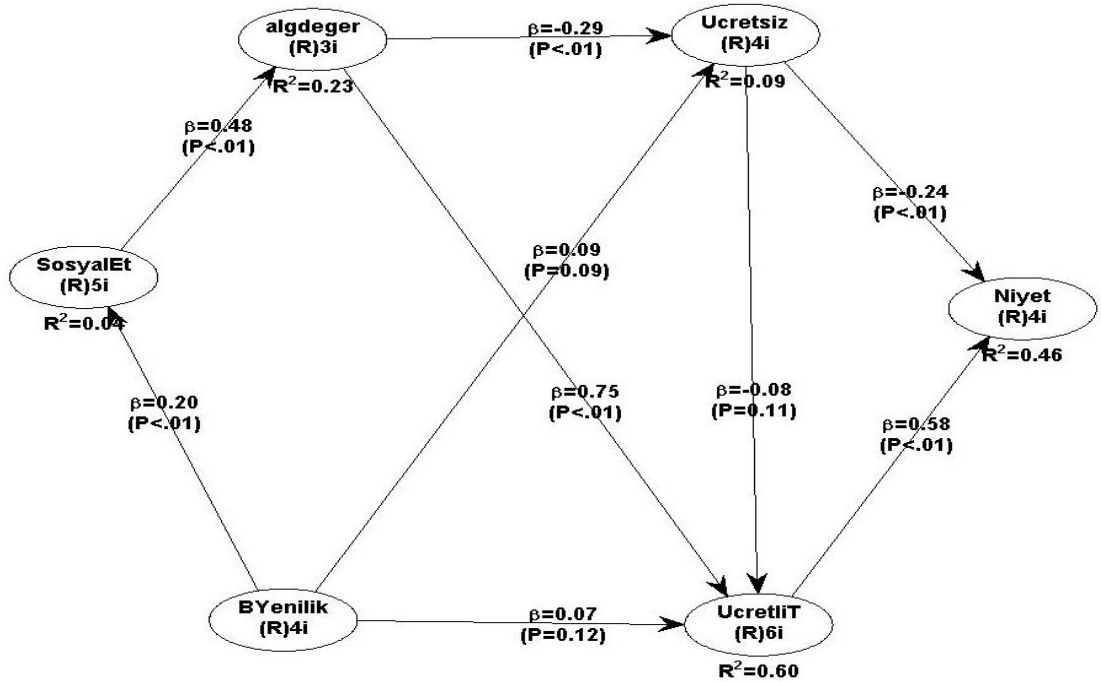 algdeger
(R)3i
R²=0.23
β=-0.29
(P<.01)
Ucretsiz
(R)4i
R²=0.09
β=0.48
(P<.01)
β=-0.24
(P<.01)
SosyalEt
(R)5i
R²=0.04
β=0.09
(P=0.09)
Niyet
(R)4i
R²=0.46
β=0.20
(P<.01)
β=0.75
(P<.01)
β=-0.08
(P=0.11)
β=0.58
(P<.01)
BYenilik
(R)4i
β=0.07
(P=0.12)
UcretliT
(R)6i
R²=0.60